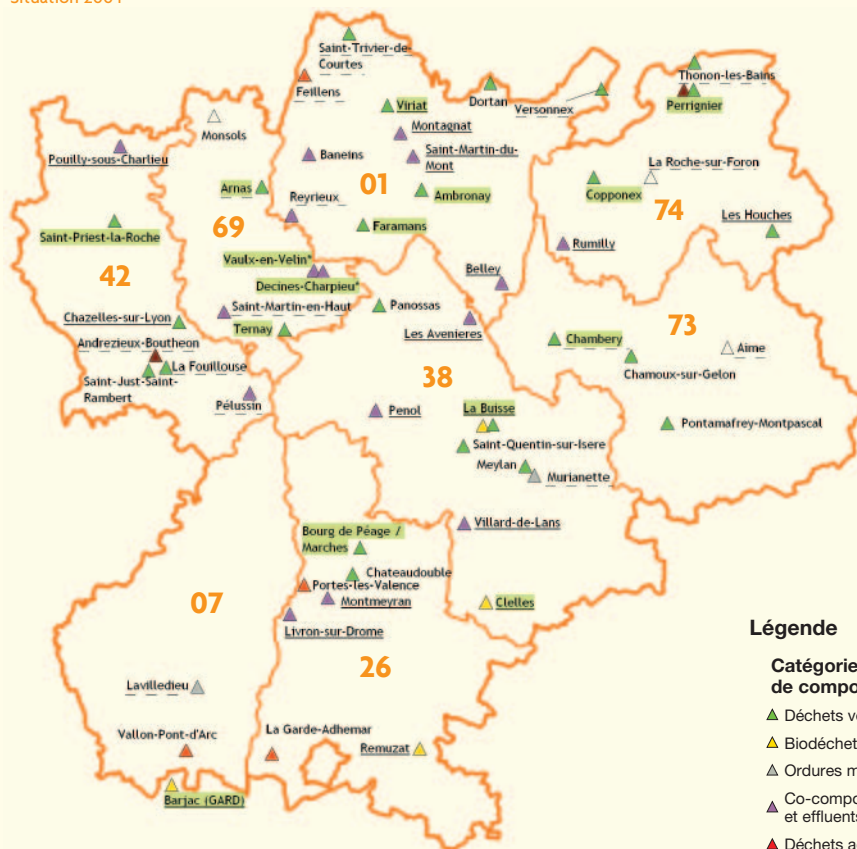 Situation 2004
Saint-Trivier-de-
Courtes
Feillens
Dortan
Versonnex
Thonon-les-Bains
Perrignier
Viriat
Monsols
Montagnat
Pouilly-sous-Charlieu
Baneins
Saint-Martin-du-
Mont
La Roche-sur-Foron
01
Arnas
Reyrieux
Ambronay
Copponex
74
Les Houches
Saint-Priest-la-Roche
69
Faramans
Rumilly
42
Vaulx-en-Velin*
Decines-Charpieu*
Belley
Chazelles-sur-Lyon
Saint-Martin-en-Haut
Panossas
Les Avenieres
73
Ternay
Andrezieux-Boutheon
Chambery
Aime
La Fouillouse
Chamoux-sur-Gelon
Saint-Just-Saint-
Rambert
38
Pélussin
Penol
La Buisse
Pontamafrey-Montpascal
Saint-Quentin-sur-Isere
Meylan
Murianette
Villard-de-Lans
Bourg de Péage /
Marches
Chateaudouble
Portes-les-Valence
Montmeyran
Clelles
07
Livron-sur-Drome
26
Lavilledieu
Vallon-Pont-d'Arc
La Garde-Adhemar
Remuzat
Barjac (GARD)
Légende
Catégorie
de compo
Déchets v
Biodéchet
Ordures m
Co-compo
et effluents
Déchets a